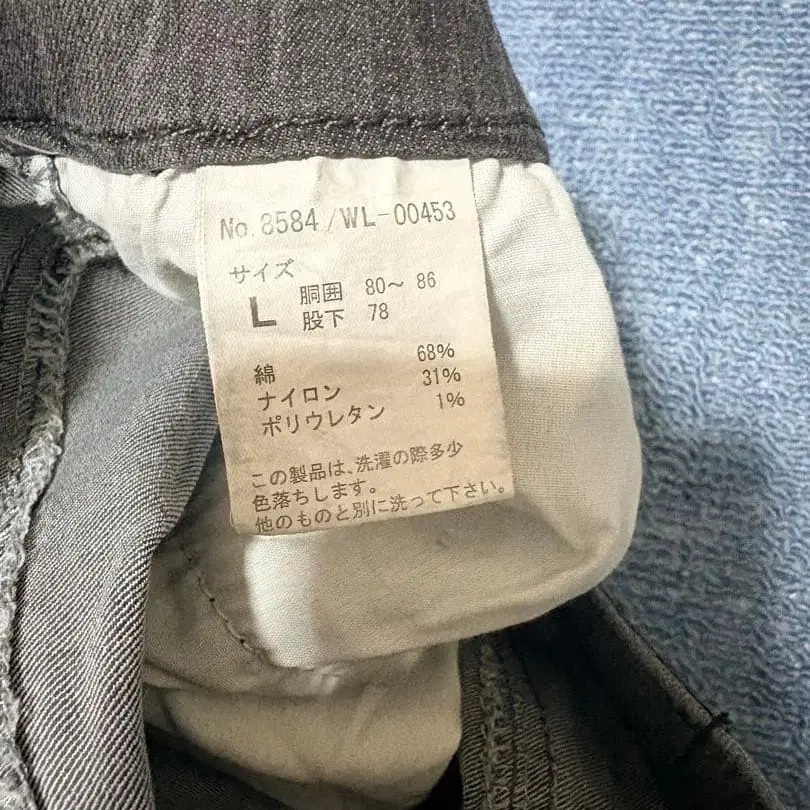 No.8584/WL-00453
サイズ
L 胴囲 80～ 86
股下 78
綿 68%
ナイロン 31%
ポリウレタン 1%
この製品は、洗濯の際多少
色落ちします。
他のものと別に洗って下さい。